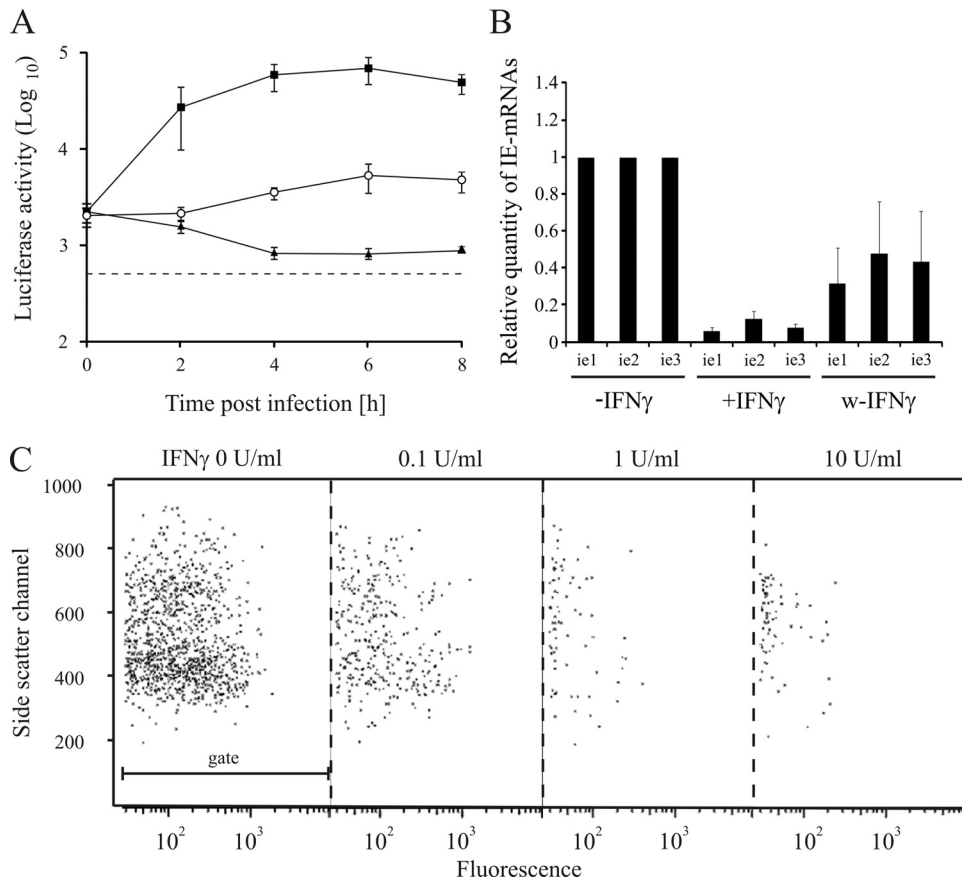 A
Luciferase activity (Log 10)
5
4
3
2
0 2 4 6 8
Time post infection [h]
B
Relative quantity of IE-mRNAs
1.4
1.2
1
0.8
0.6
0.4
0.2
0
ie1 ie2 ie3 ie1 ie2 ie3 ie1 ie2 ie3
-IFNγ +IFNγ w-IFNγ
C
IFNγ 0 U/ml 0.1 U/ml 1 U/ml 10 U/ml
Side scatter channel
1000
800
600
400
200
gate
10² 10³ 10² 10³ 10² 10³ 10² 10³
Fluorescence